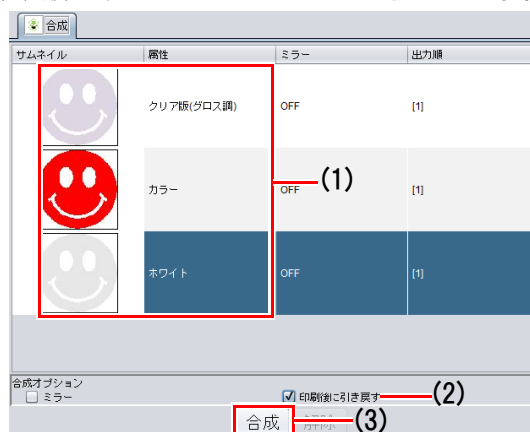 合成
サムネイル 属性 ミラー 出力順
クリア版(グロス調) OFF [1]
(1)
カラー OFF [1]
ホワイト OFF [1]
合成オプション
ミラー 印刷後に引き戻す (2)
合成 解除 (3)